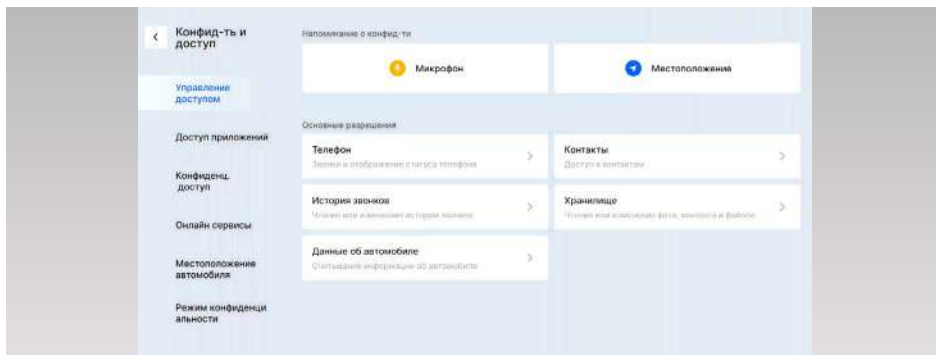 Конфид-ть и
доступ
Управление
доступом
Доступ приложений
Конфиденц.
доступ
Онлайн сервисы
Местоположение
автомобиля
Режим конфиденци
альности
Напоминание о конфид-ти
Микрофон
Местоположение
Основные разрешения
Телефон
Звонки и отображение статуса телефона
Контакты
Доступ к контактам
История звонков
Чтение или изменение истории звонков
Хранилище
Чтение или изменение фото, контента и файлов
Данные об автомобиле
Считывание информации об автомобиле